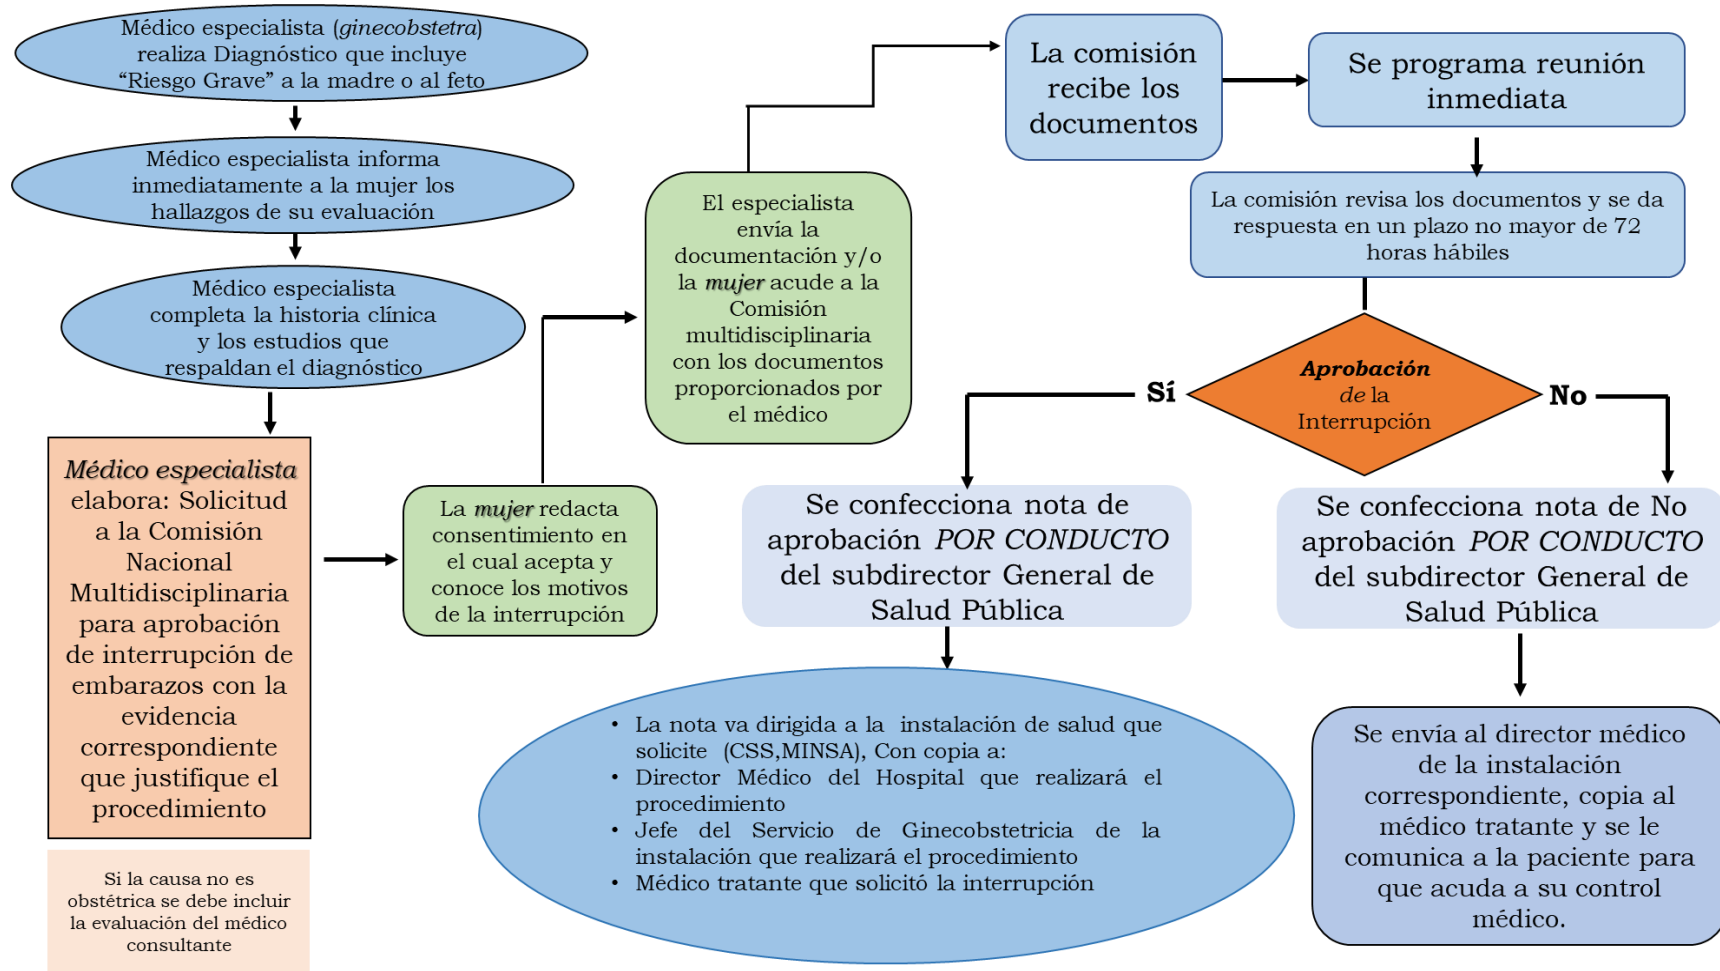 Médico especialista (ginecobstetra)
realiza Diagnóstico que incluye
“Riesgo Grave” a la madre o al feto
Médico especialista informa
inmediatamente a la mujer los
hallazgos de su evaluación
Médico especialista
completa la historia clínica
y los estudios que
respaldan el diagnóstico
Médico especialista
elabora: Solicitud
a la Comisión
Nacional
Multidisciplinaria
para aprobación
de interrupción de
embarazos con la
evidencia
correspondiente
que justifique el
procedimiento
Si la causa no es
obstétrica se debe incluir
la evaluación del médico
consultante
La mujer redacta
consentimiento en
el cual acepta y
conoce los motivos
de la interrupción
El especialista
envía la
documentación y/o
la mujer acude a la
Comisión
multidisciplinaria
con los documentos
proporcionados por
el médico
La comisión
recibe los
documentos
Se programa reunión
inmediata
La comisión revisa los documentos y se da
respuesta en un plazo no mayor de 72
horas hábiles
Aprobación
de la
Interrupción
Sí
No
Se confecciona nota de
aprobación POR CONDUCTO
del subdirector General de
Salud Pública
Se confecciona nota de No
aprobación POR CONDUCTO
del subdirector General de
Salud Pública
• La nota va dirigida a la instalación de salud que
solicite (CSS,MINSA), Con copia a:
• Director Médico del Hospital que realizará el
procedimiento
• Jefe del Servicio de Ginecobstetricia de la
instalación que realizará el procedimiento
• Médico tratante que solicitó la interrupción
Se envía al director médico
de la instalación
correspondiente, copia al
médico tratante y se le
comunica a la paciente para
que acuda a su control
médico.